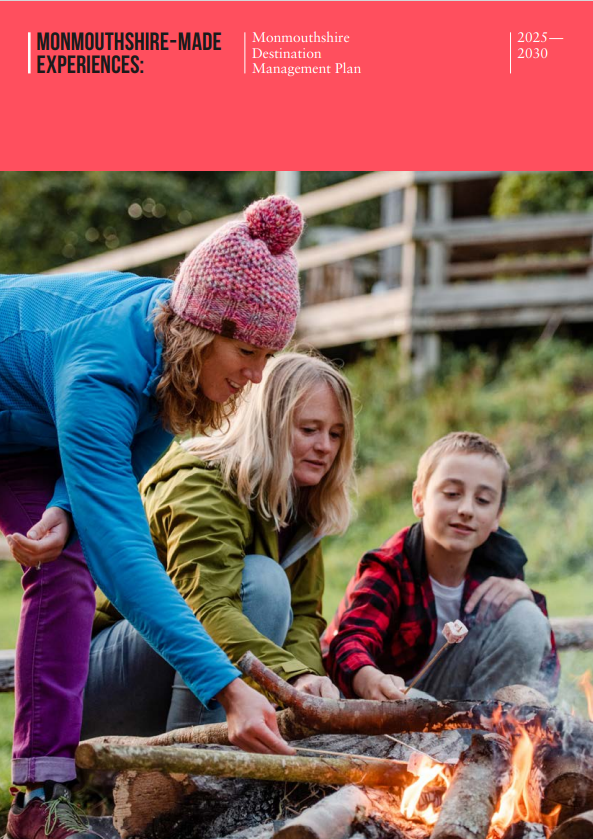 MONMOUTHSHIRE-MADE
EXPERIENCES:
Monmouthshire
Destination
Management Plan
2025—
2030